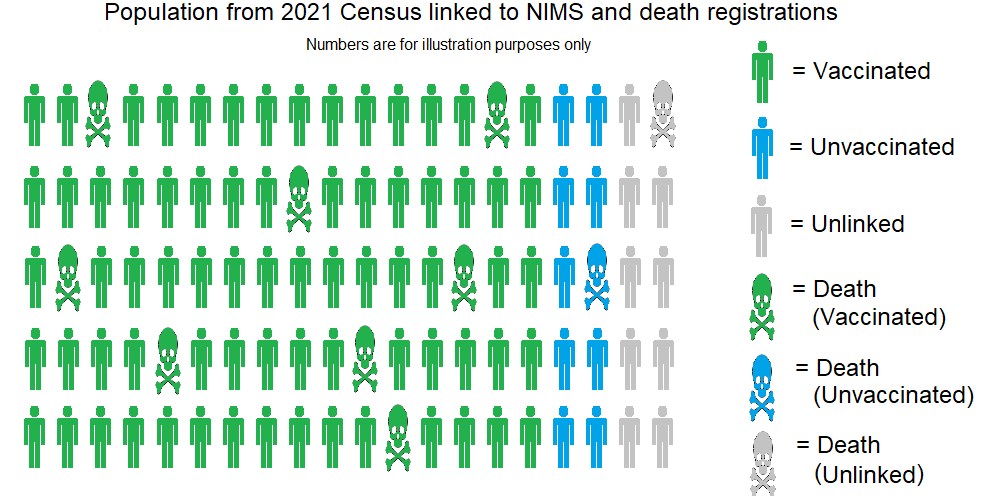 Population from 2021 Census linked to NIMS and death registrations
Numbers are for illustration purposes only
= Vaccinated
= Unvaccinated
= Unlinked
= Death
(Vaccinated)
= Death
(Unvaccinated)
= Death
(Unlinked)